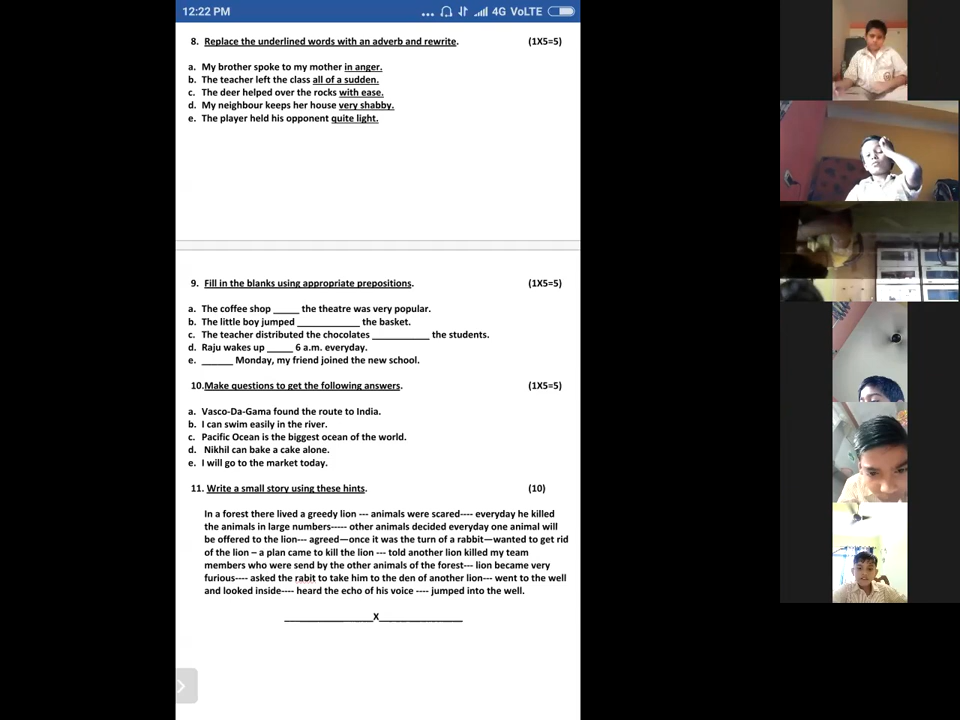 12:22 PM ... 4G VoLTE
8. Replace the underlined words with an adverb and rewrite. (1X5=5)
a. My brother spoke to my mother in anger.
b. The teacher left the class all of a sudden.
c. The deer helped over the rocks with ease.
d. My neighbour keeps her house very shabby.
e. The player held his opponent quite light.
9. Fill in the blanks using appropriate prepositions. (1X5=5)
a. The coffee shop _____ the theatre was very popular.
b. The little boy jumped ____________ the basket.
c. The teacher distributed the chocolates ___________ the students.
d. Raju wakes up _____ 6 a.m. everyday.
e. ______ Monday, my friend joined the new school.
10.Make questions to get the following answers. (1X5=5)
a. Vasco-Da-Gama found the route to India.
b. I can swim easily in the river.
c. Pacific Ocean is the biggest ocean of the world.
d. Nikhil can bake a cake alone.
e. I will go to the market today.
11. Write a small story using these hints. (10)
In a forest there lived a greedy lion --- animals were scared---- everyday he killed
the animals in large numbers----- other animals decided everyday one animal will
be offered to the lion--- agreed—once it was the turn of a rabbit—wanted to get rid
of the lion – a plan came to kill the lion --- told another lion killed my team
members who were send by the other animals of the forest--- lion became very
furious---- asked the rabit to take him to the den of another lion--- went to the well
and looked inside---- heard the echo of his voice ---- jumped into the well.
_________________X________________